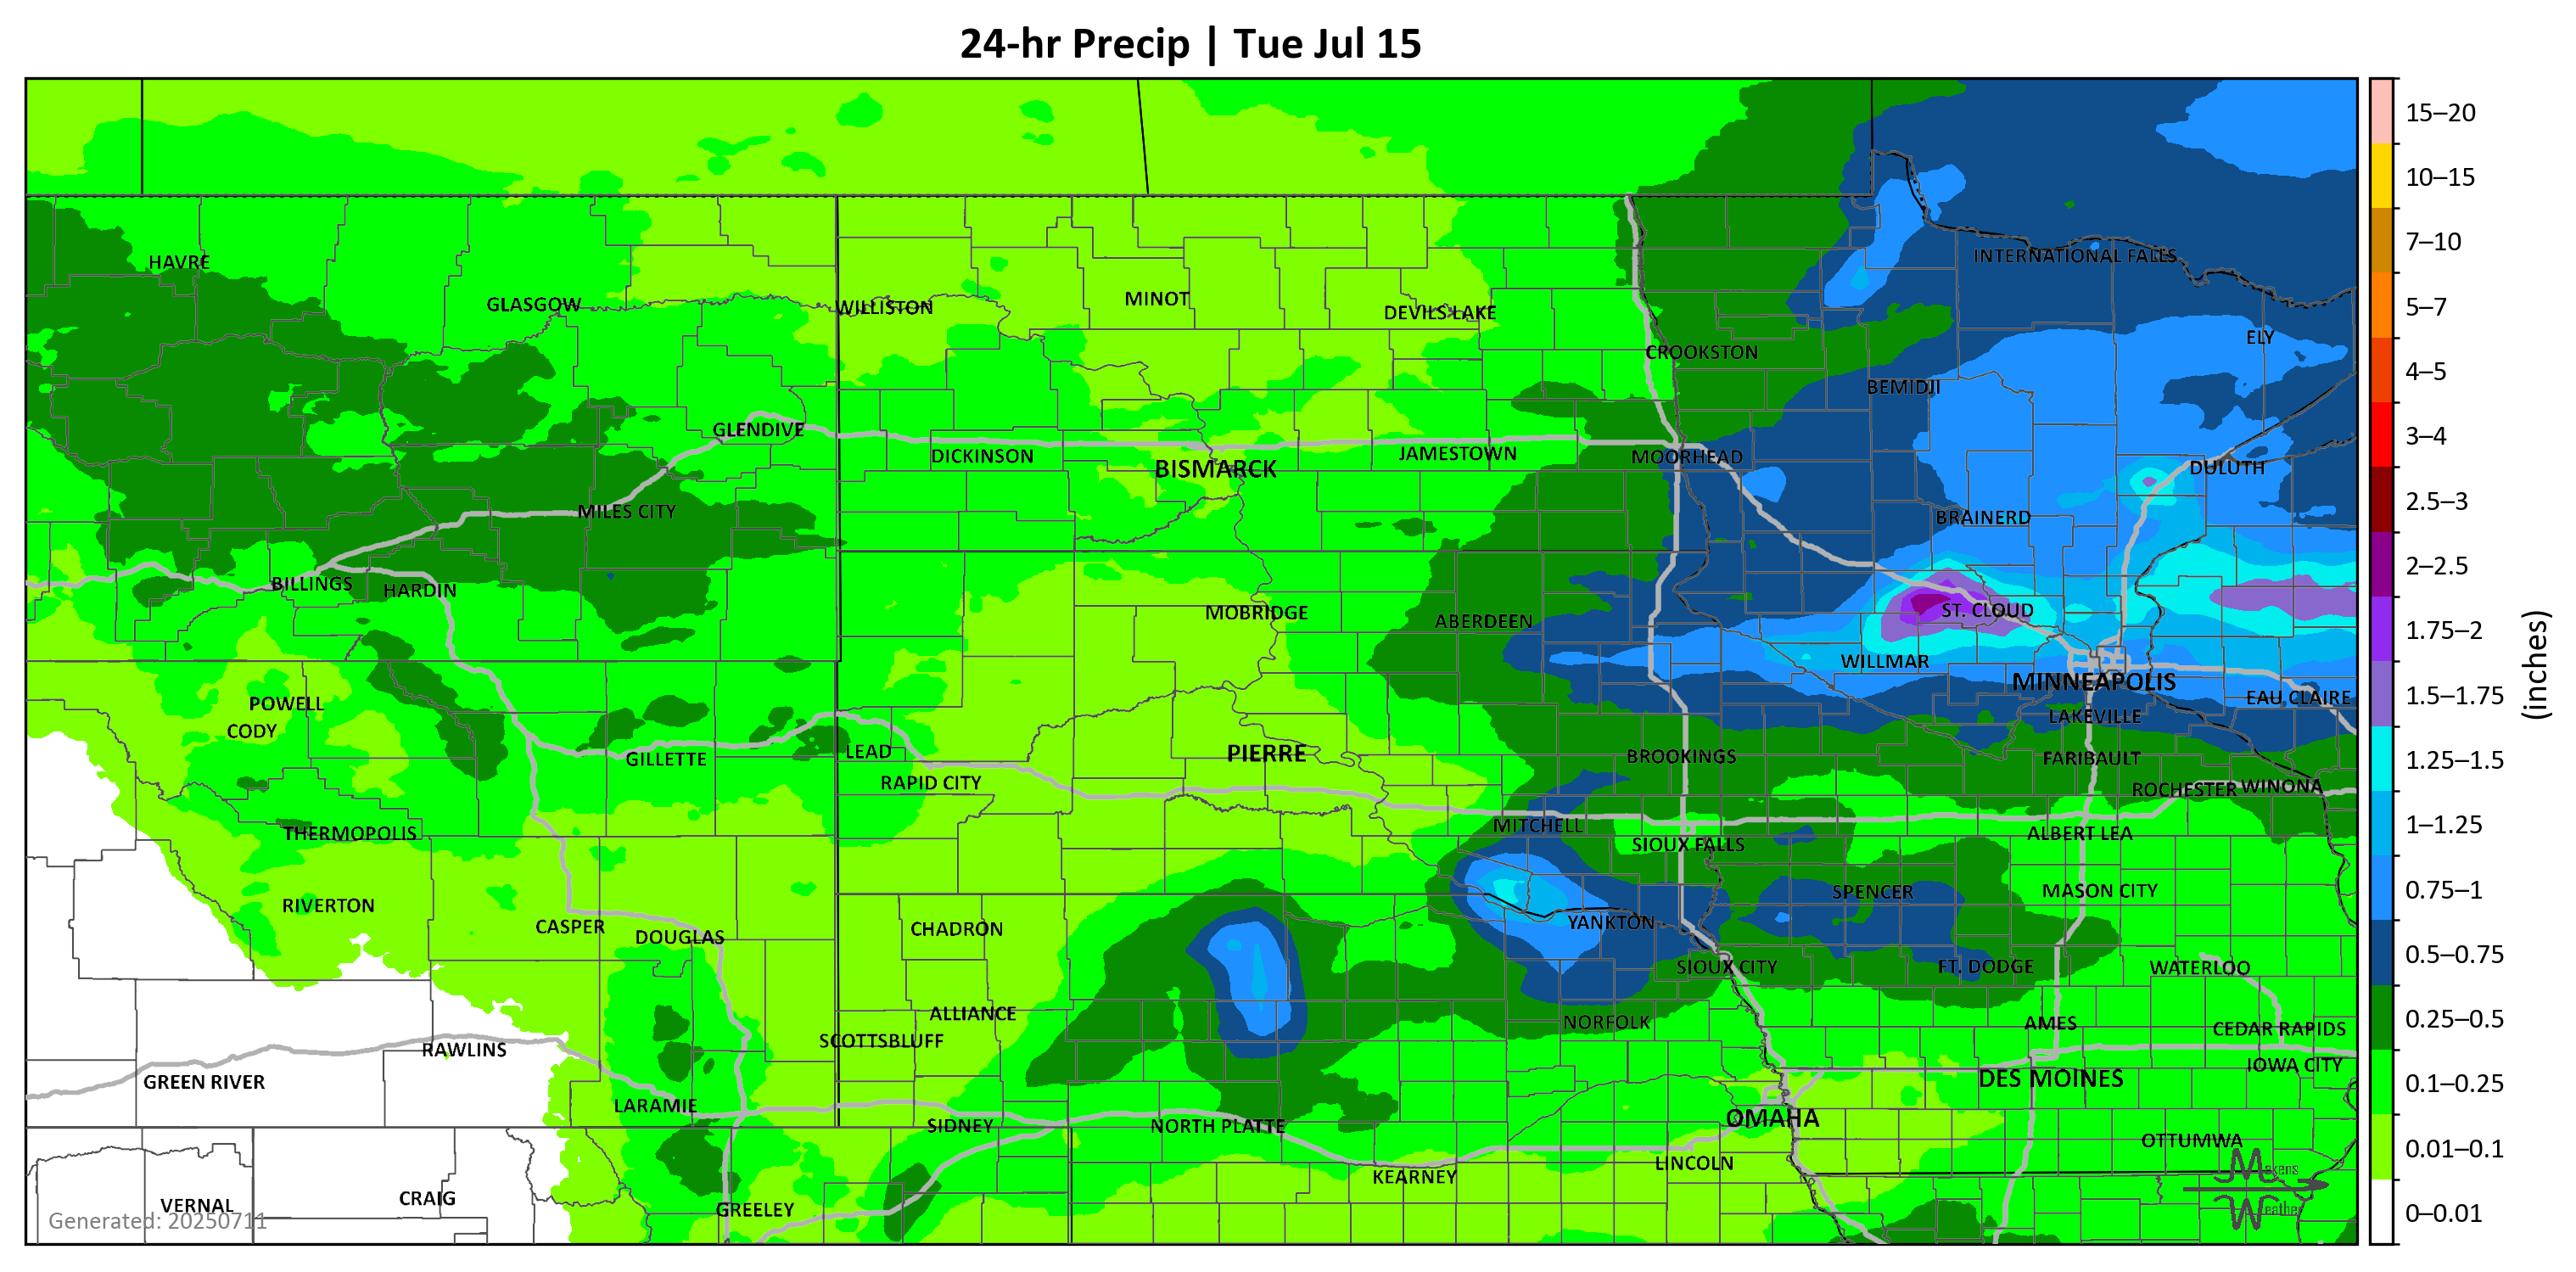 24-hr Precip | Tue Jul 15
HAVRE
GLASGOW
WILLISTON
MINOT
DEVILS LAKE
INTERNATIONAL FALLS
ELY
CROOKSTON
BEMIDJI
GLENDIVE
DICKINSON
BISMARCK
JAMESTOWN
MOORHEAD
DULUTH
MILES CITY
BRAINERD
BILLINGS
HARDIN
MOBRIDGE
ABERDEEN
ST. CLOUD
WILLMAR
MINNEAPOLIS
EAU CLAIRE
POWELL
CODY
LAKEVILLE
GILLETTE
LEAD
PIERRE
BROOKINGS
FARIBAULT
RAPID CITY
ROCHESTER
WINONA
THERMOPOLIS
MITCHELL
SIOUX FALLS
ALBERT LEA
RIVERTON
CASPER
DOUGLAS
CHADRON
YANKTON
SPENCER
MASON CITY
SIOUX CITY
FT. DODGE
WATERLOO
ALLIANCE
SCOTTSBLUFF
NORFOLK
AMES
CEDAR RAPIDS
RAWLINS
GREEN RIVER
IOWA CITY
DES MOINES
LARAMIE
SIDNEY
NORTH PLATTE
OMAHA
OTTUMWA
LINCOLN
KEARNEY
VERNAL
CRAIG
GREELEY
Generated: 20250711
Makens
Weather
15–20
10–15
7–10
5–7
4–5
3–4
2.5–3
2–2.5
1.75–2
1.5–1.75
1.25–1.5
1–1.25
0.75–1
0.5–0.75
0.25–0.5
0.1–0.25
0.01–0.1
0–0.01
(inches)